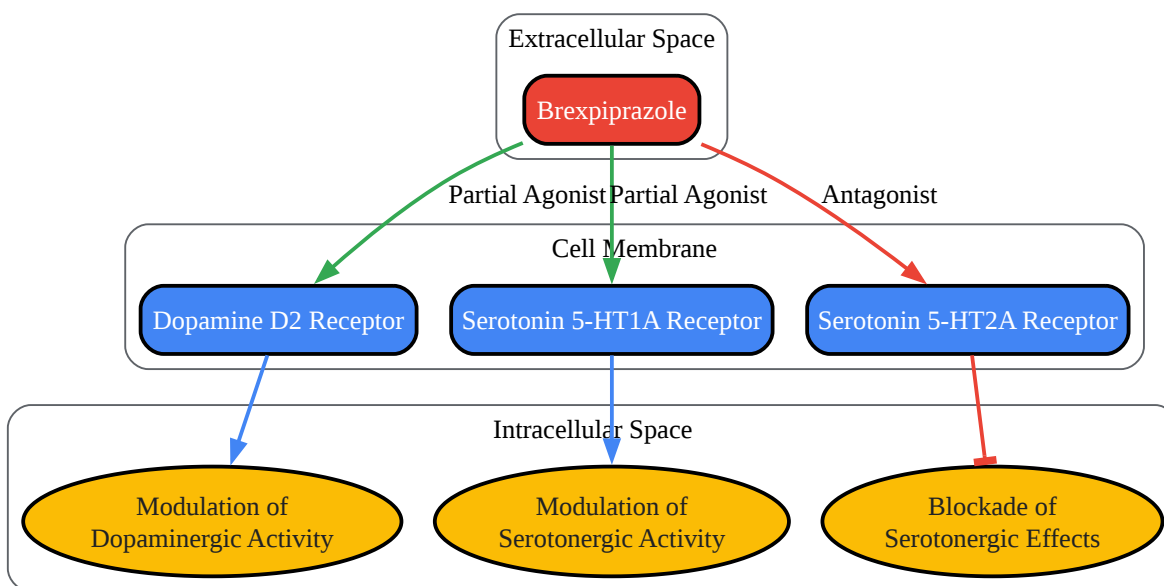 Extracellular Space
Brexpiprazole
Partial Agonist
Partial Agonist
Antagonist
Cell Membrane
Dopamine D2 Receptor
Serotonin 5-HT1A Receptor
Serotonin 5-HT2A Receptor
Intracellular Space
Modulation of
Dopaminergic Activity
Modulation of
Serotonergic Activity
Blockade of
Serotonergic Effects